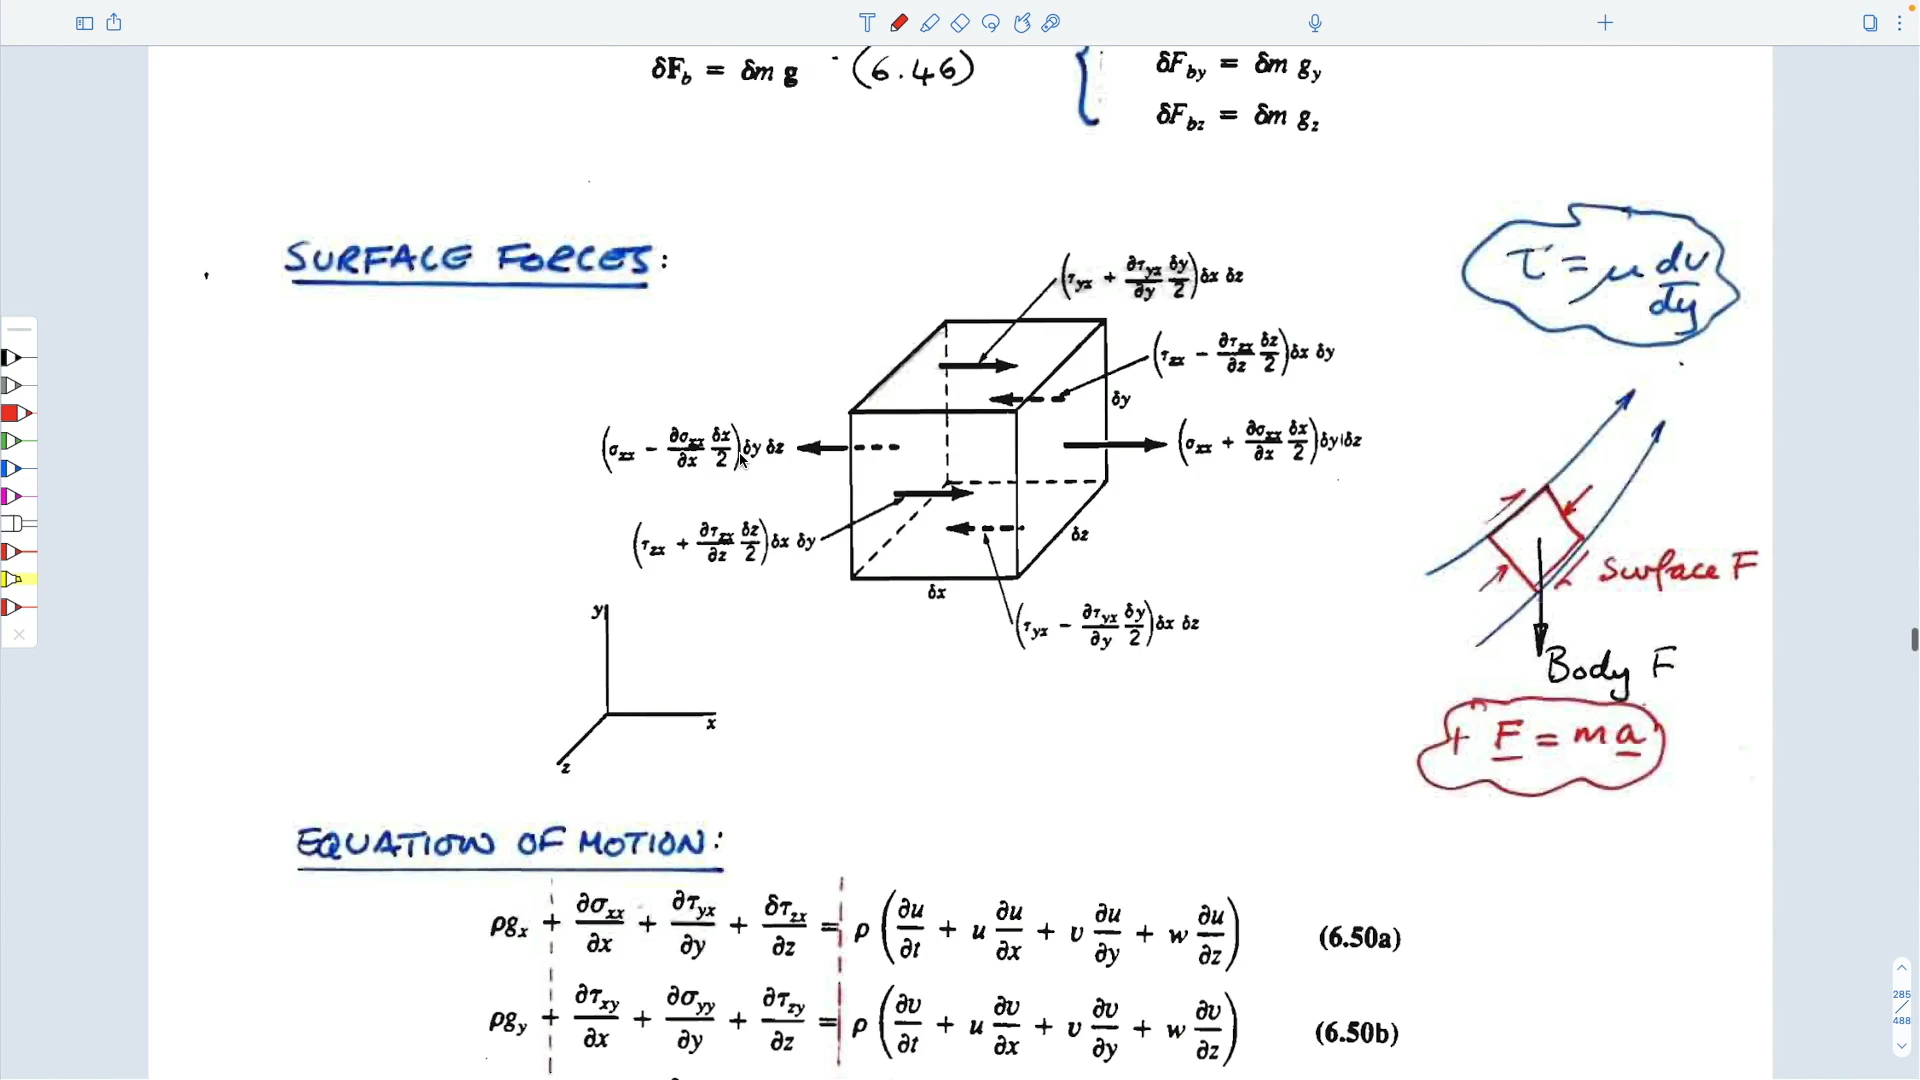 δF_b = δm g (6.46)
δF_by = δm g_y
δF_bz = δm g_z
SURFACE FORCES:
τ = μ dv/dy
(τ_yx + ∂τ_yx/∂y δy/2) δx δz
(τ_zx − ∂τ_zx/∂z δz/2) δx δy
δy
(σ_xx − ∂σ_xx/∂x δx/2) δy δz
(σ_xx + ∂σ_xx/∂x δx/2) δy δz
(τ_zx + ∂τ_zx/∂z δz/2) δx δy
δz
δx
(τ_yx − ∂τ_yx/∂y δy/2) δx δz
Surface F
Body F
y
x
z
+ F = m a
EQUATION OF MOTION:
ρg_x + ∂σ_xx/∂x + ∂τ_yx/∂y + δτ_zx/∂z = ρ (∂u/∂t + u ∂u/∂x + v ∂u/∂y + w ∂u/∂z) (6.50a)
ρg_y + ∂τ_xy/∂x + ∂σ_yy/∂y + ∂τ_zy/∂z = ρ (∂v/∂t + u ∂v/∂x + v ∂v/∂y + w ∂v/∂z) (6.50b)
285
488